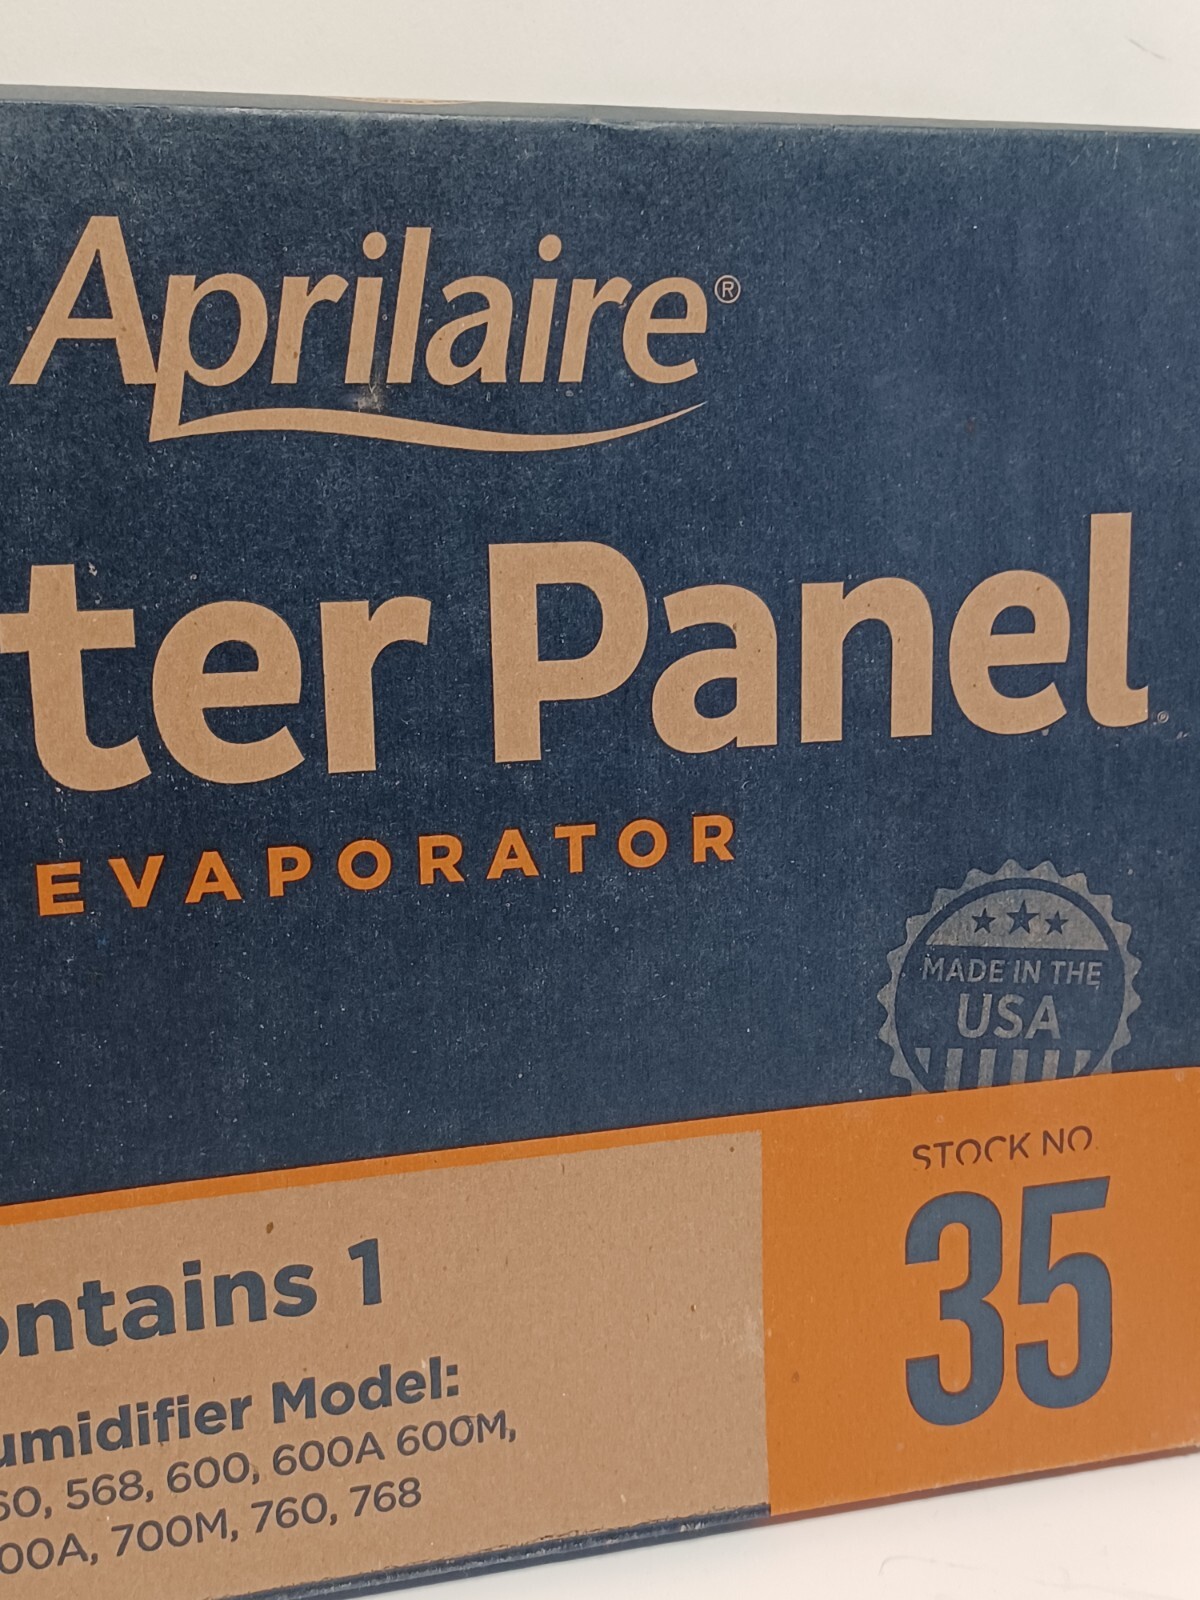 Aprilaire®
ter Panel®
EVAPORATOR
MADE IN THE
USA
STOCK NO.
35
ontains 1
umidifier Model:
60, 568, 600, 600A 600M,
00A, 700M, 760, 768